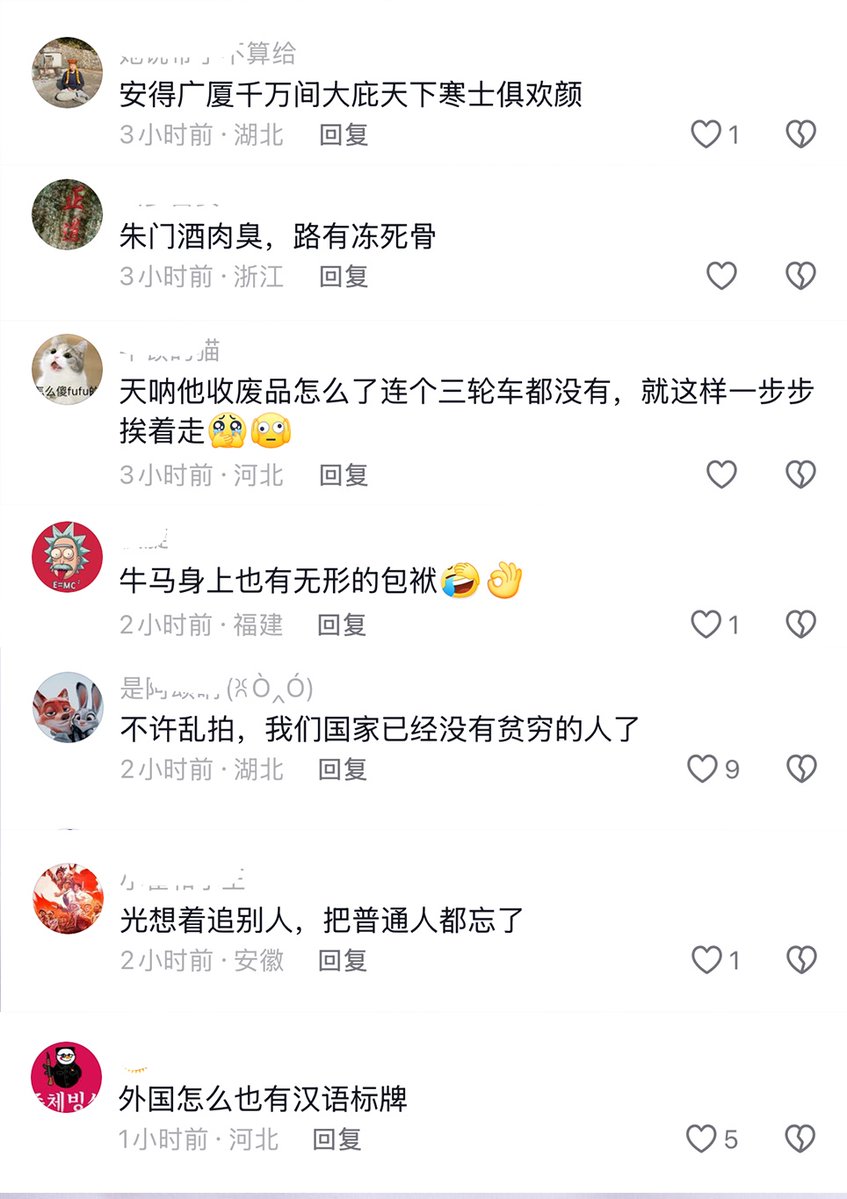 不算给
安得广厦千万间大庇天下寒士俱欢颜
3小时前·湖北 回复
1
朱门酒肉臭，路有冻死骨
3小时前·浙江 回复
猫
天呐他收废品怎么了连个三轮车都没有，就这样一步步
挨着走🥹🙄
3小时前·河北 回复
E=MC²
牛马身上也有无形的包袱🤣👌
2小时前·福建 回复
1
是阿
(ꐦÒ‸Ó)
不许乱拍，我们国家已经没有贫穷的人了
2小时前·湖北 回复
9
光想着追别人，把普通人都忘了
2小时前·安徽 回复
1
외국
外国怎么也有汉语标牌
1小时前·河北 回复
5